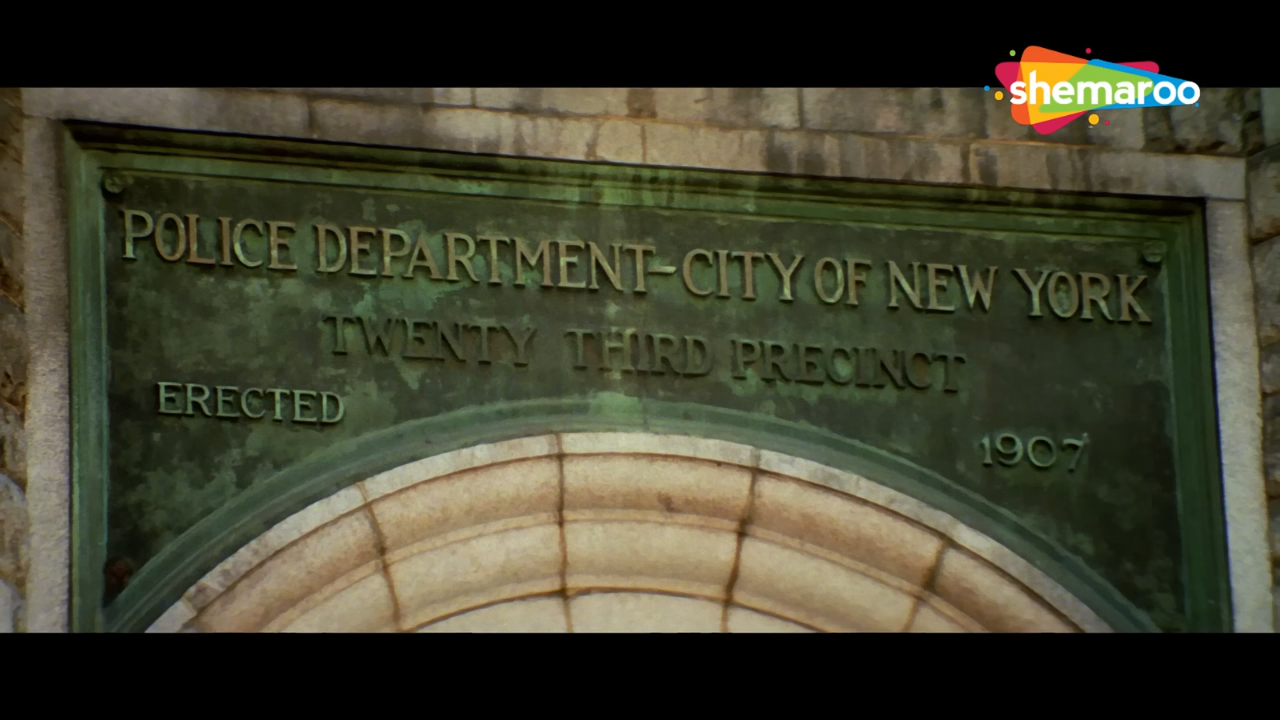 shemaroo
POLICE DEPARTMENT-CITY OF NEW YORK
TWENTY THIRD PRECINCT
ERECTED
1907